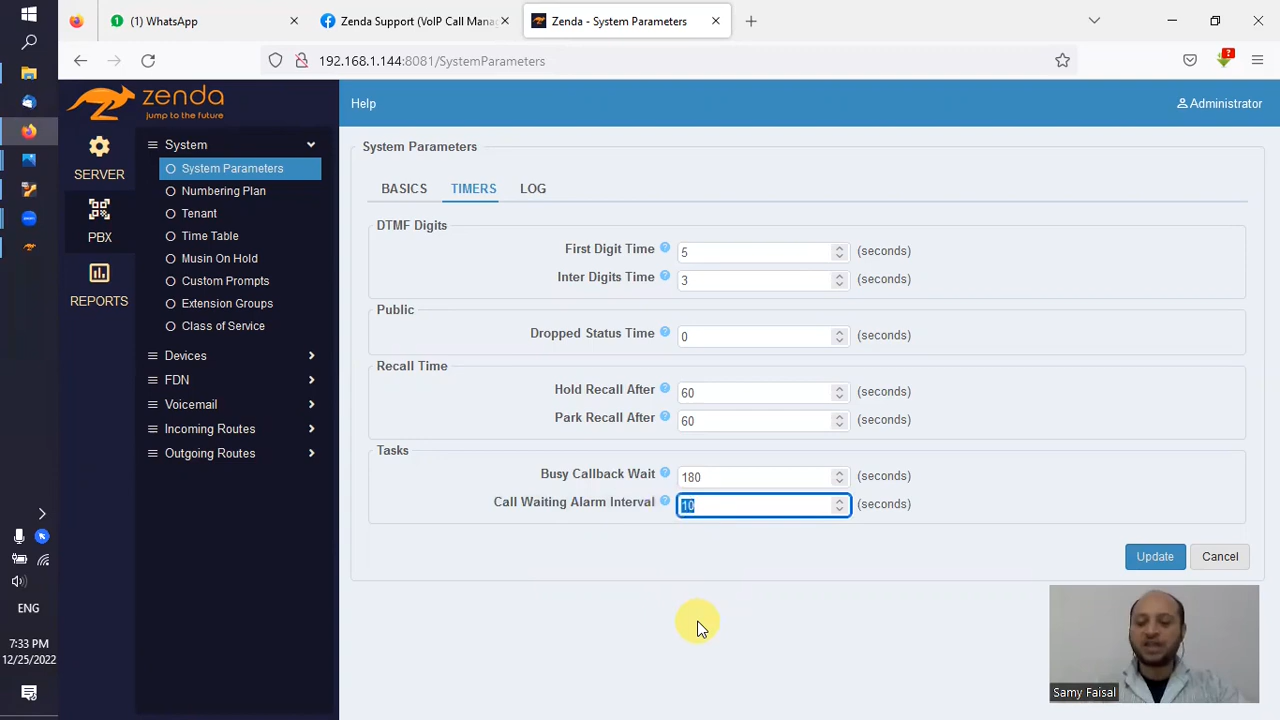 (1) WhatsApp
Zenda Support (VoIP Call Mana
Zenda - System Parameters
192.168.1.144:8081/SystemParameters
?
zenda
jump to the future
Help
Administrator
SERVER
PBX
REPORTS
System
System Parameters
Numbering Plan
Tenant
Time Table
Musin On Hold
Custom Prompts
Extension Groups
Class of Service
Devices
FDN
Voicemail
Incoming Routes
Outgoing Routes
System Parameters
BASICS TIMERS LOG
DTMF Digits
First Digit Time ? 5 (seconds)
Inter Digits Time ? 3 (seconds)
Public
Dropped Status Time ? 0 (seconds)
Recall Time
Hold Recall After ? 60 (seconds)
Park Recall After ? 60 (seconds)
Tasks
Busy Callback Wait ? 180 (seconds)
Call Waiting Alarm Interval ? 10 (seconds)
Update Cancel
ENG
7:33 PM
12/25/2022
Samy Faisal